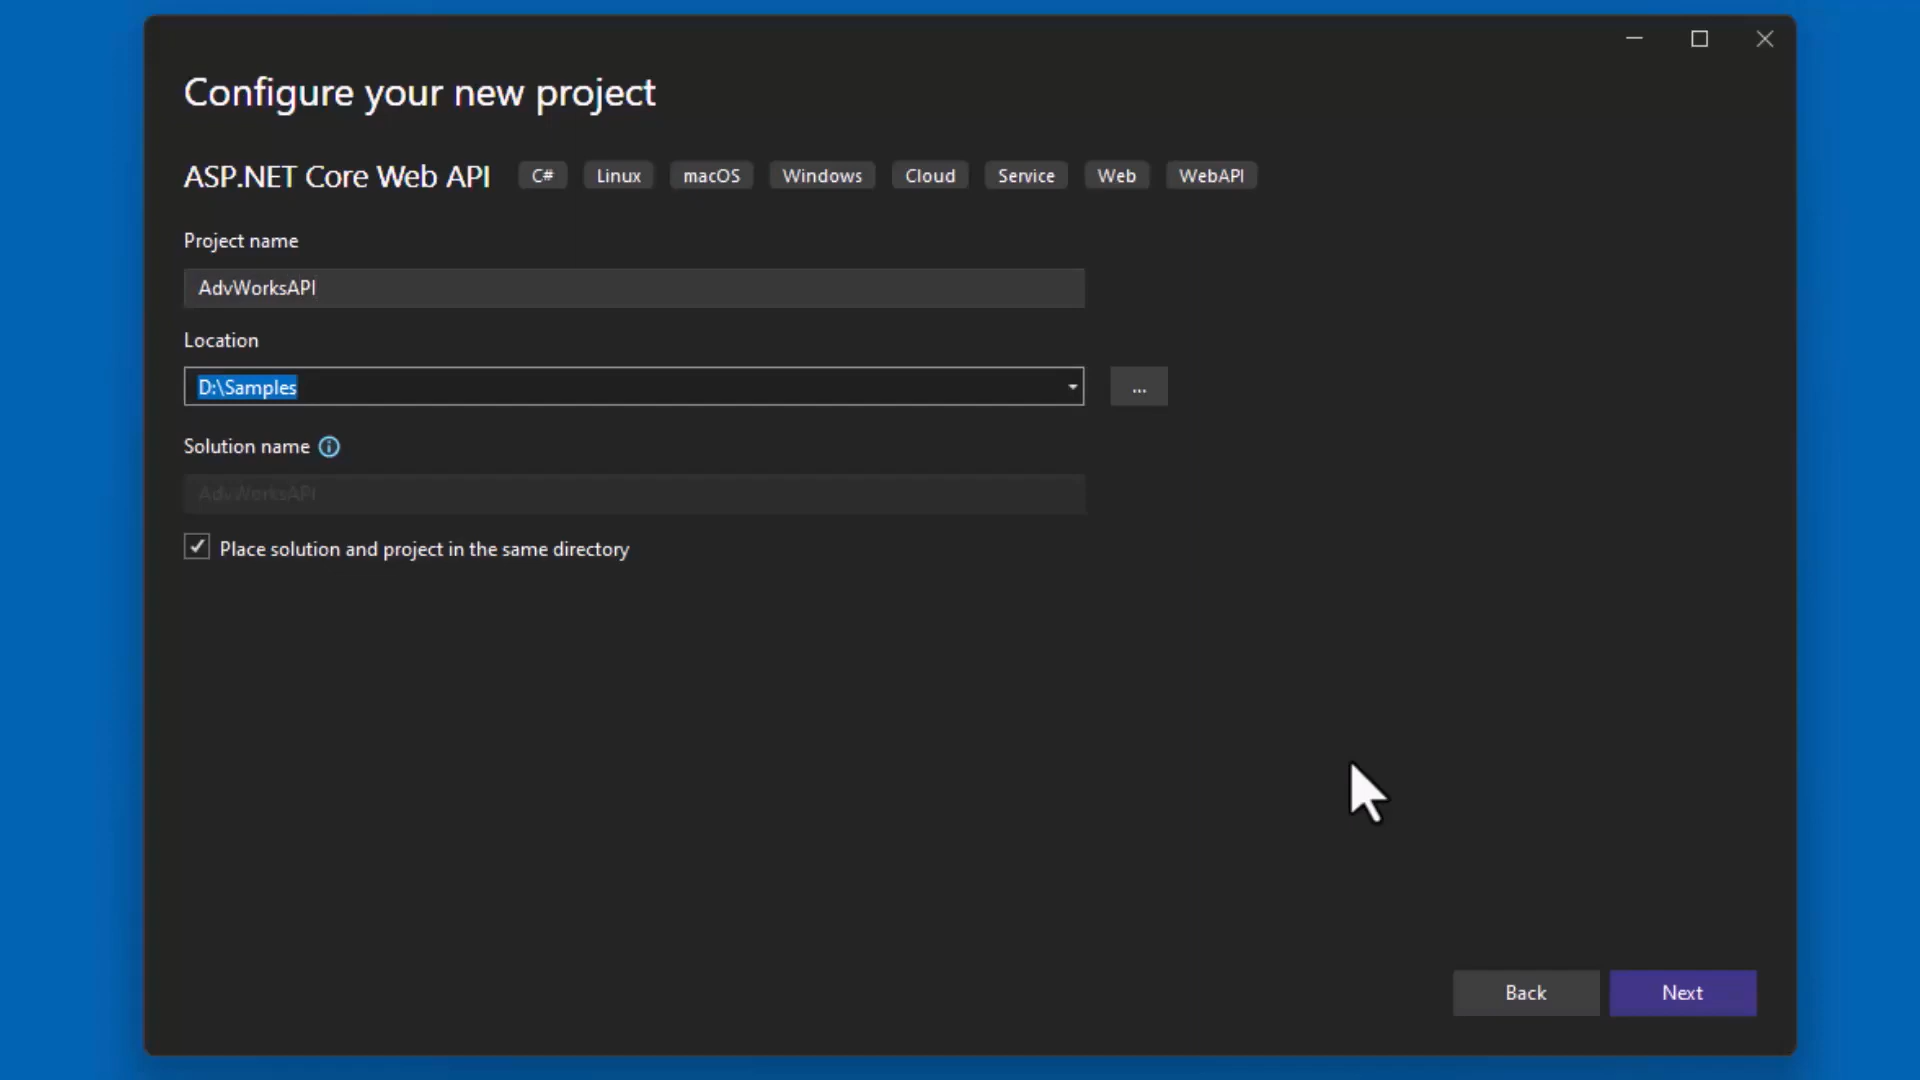 Configure your new project
ASP.NET Core Web API C# Linux macOS Windows Cloud Service Web WebAPI
Project name
AdvWorksAPI
Location
D:\Samples
...
Solution name
AdvWorksAPI
Place solution and project in the same directory
Back Next